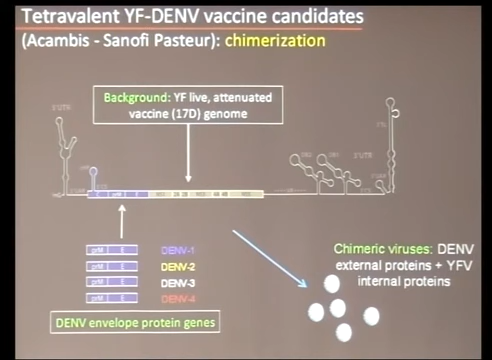 Tetravalent YF-DENV vaccine candidates
(Acambis - Sanofi Pasteur): chimerization
Background: YF live, attenuated
vaccine (17D) genome
3'UTR
prM E DENV-1
prM E DENV-2
prM E DENV-3
prM E DENV-4
DENV envelope protein genes
Chimeric viruses: DENV
external proteins + YFV
internal proteins